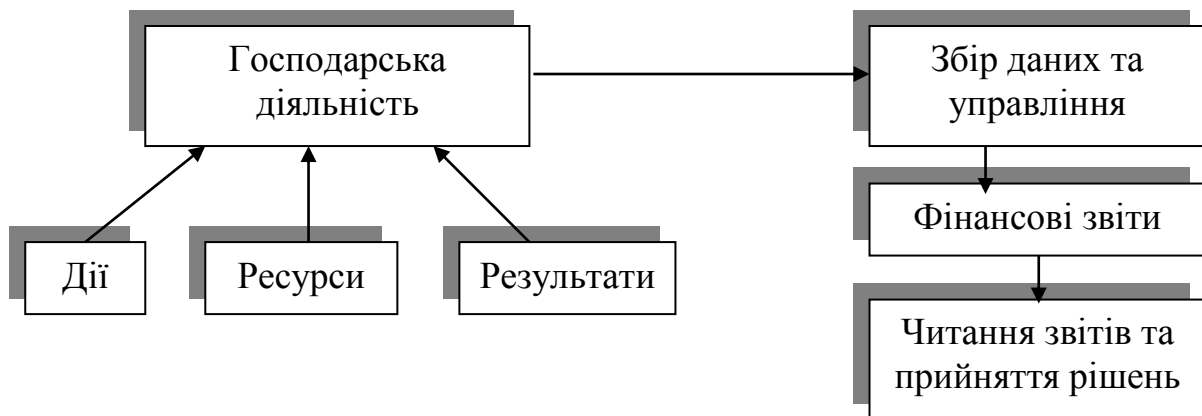 Господарська
діяльність
Збір даних та
управління
Фінансові звіти
Дії
Ресурси
Результати
Читання звітів та
прийняття рішень